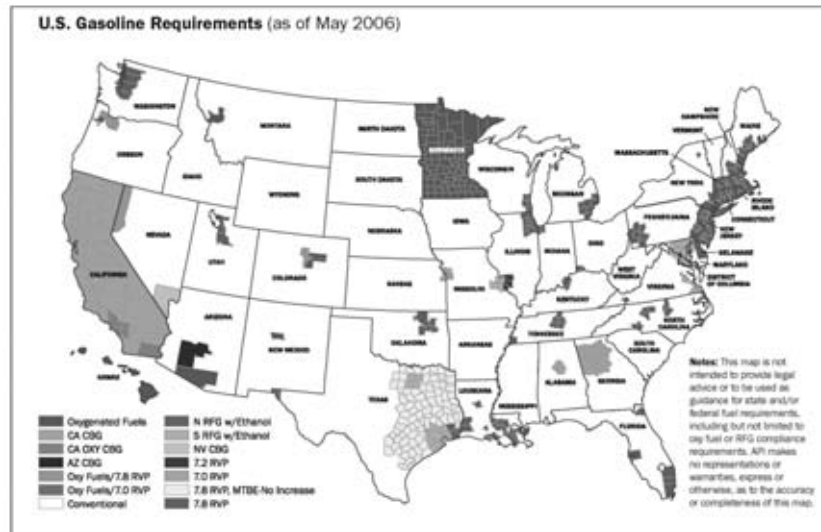 U.S. Gasoline Requirements (as of May 2006)
WASHINGTON
OREGON
CALIFORNIA
NEVADA
IDAHO
MONTANA
WYOMING
UTAH
COLORADO
ARIZONA
NEW MEXICO
NORTH DAKOTA
SOUTH DAKOTA
NEBRASKA
KANSAS
OKLAHOMA
TEXAS
IOWA
MISSOURI
ARKANSAS
LOUISIANA
WISCONSIN
ILLINOIS
MICHIGAN
INDIANA
OHIO
KENTUCKY
TENNESSEE
MISSISSIPPI
ALABAMA
GEORGIA
FLORIDA
SOUTH
CAROLINA
NORTH
CAROLINA
VIRGINIA
WEST
VIRGINIA
PENNSYLVANIA
NEW YORK
MASSACHUSETTS
VERMONT
NEW
HAMPSHIRE
MAINE
RHODE
ISLAND
CONNECTICUT
NEW
JERSEY
DELAWARE
MARYLAND
DISTRICT
OF COLUMBIA
HAWAII
Oxygenated Fuels
CA CBG
CA OXY CBG
AZ CBG
Oxy Fuels/7.8 RVP
Oxy Fuels/7.0 RVP
Conventional
N RFG w/Ethanol
S RFG w/Ethanol
NV CBG
7.2 RVP
7.0 RVP
7.8 RVP, MTBE-No Increase
7.8 RVP
Notes: This map is not
intended to provide legal
advice or to be used as
guidance for state and/or
federal fuel requirements,
including but not limited to
oxy fuel or RFG compliance
requirements. API makes
no representations or
warranties, express or
otherwise, as to the accuracy
or completeness of this map.